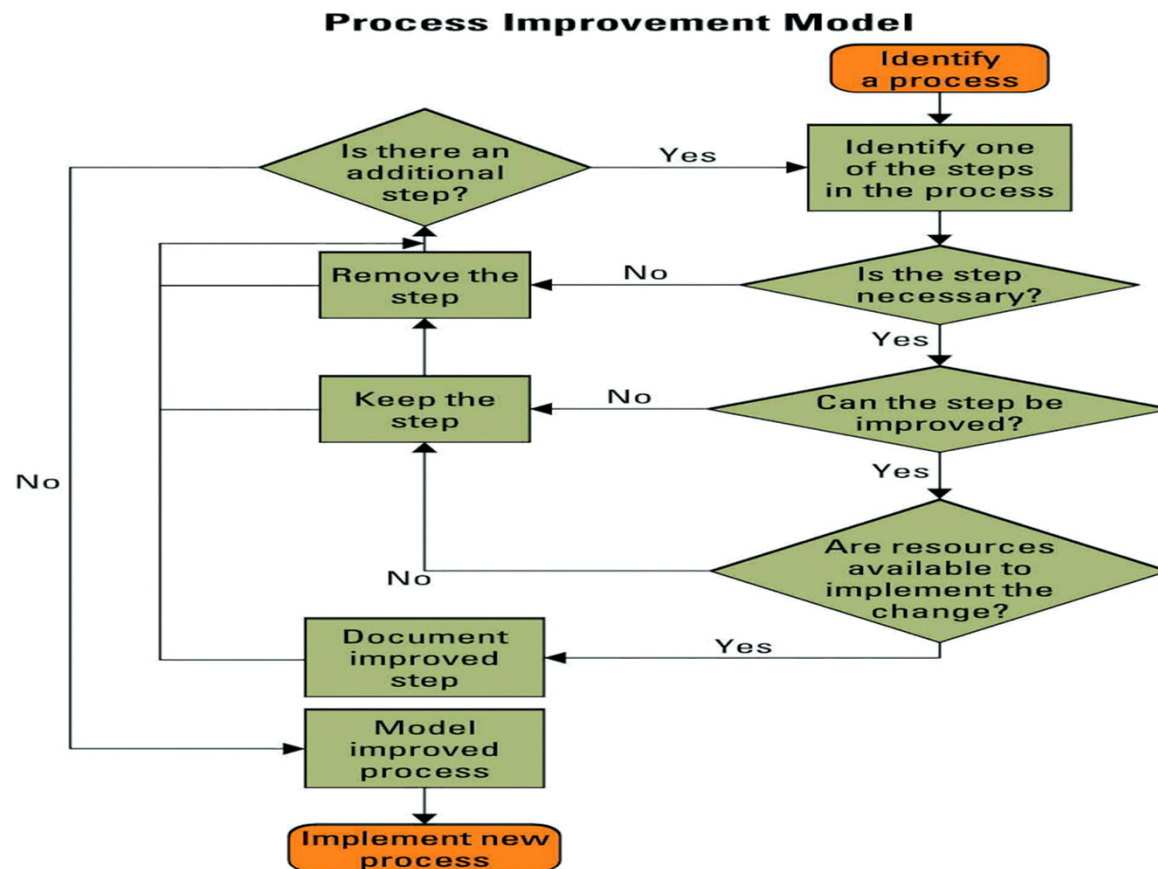 Process Improvement Model
Identify
a process
Is there an
additional
step?
Yes
Identify one
of the steps
in the process
Remove the
step
No
Is the step
necessary?
Yes
Keep the
step
No
Can the step be
improved?
Yes
No
No
Are resources
available to
implement the
change?
Document
improved
step
Yes
Model
improved
process
Implement new
process